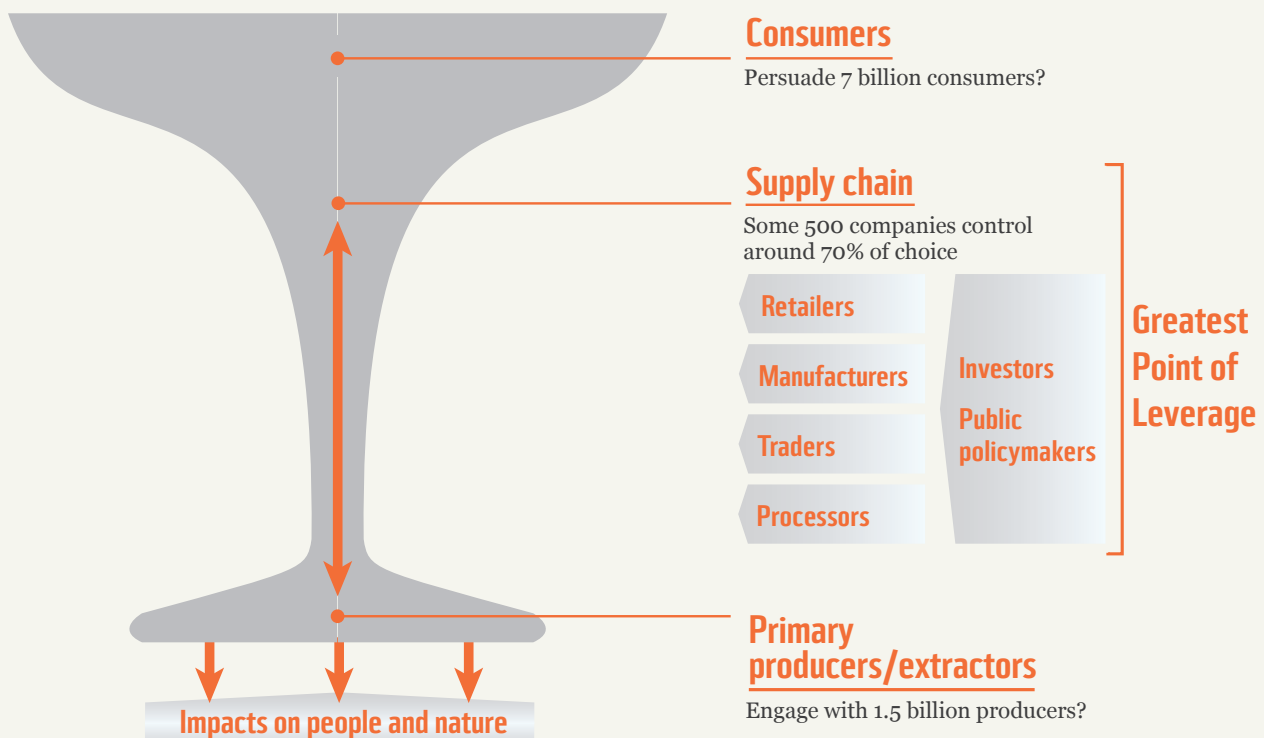 Consumers
Persuade 7 billion consumers?
Supply chain
Some 500 companies control
around 70% of choice
Retailers
Manufacturers
Traders
Processors
Investors
Public
policymakers
Greatest
Point of
Leverage
Primary
producers/extractors
Engage with 1.5 billion producers?
Impacts on people and nature